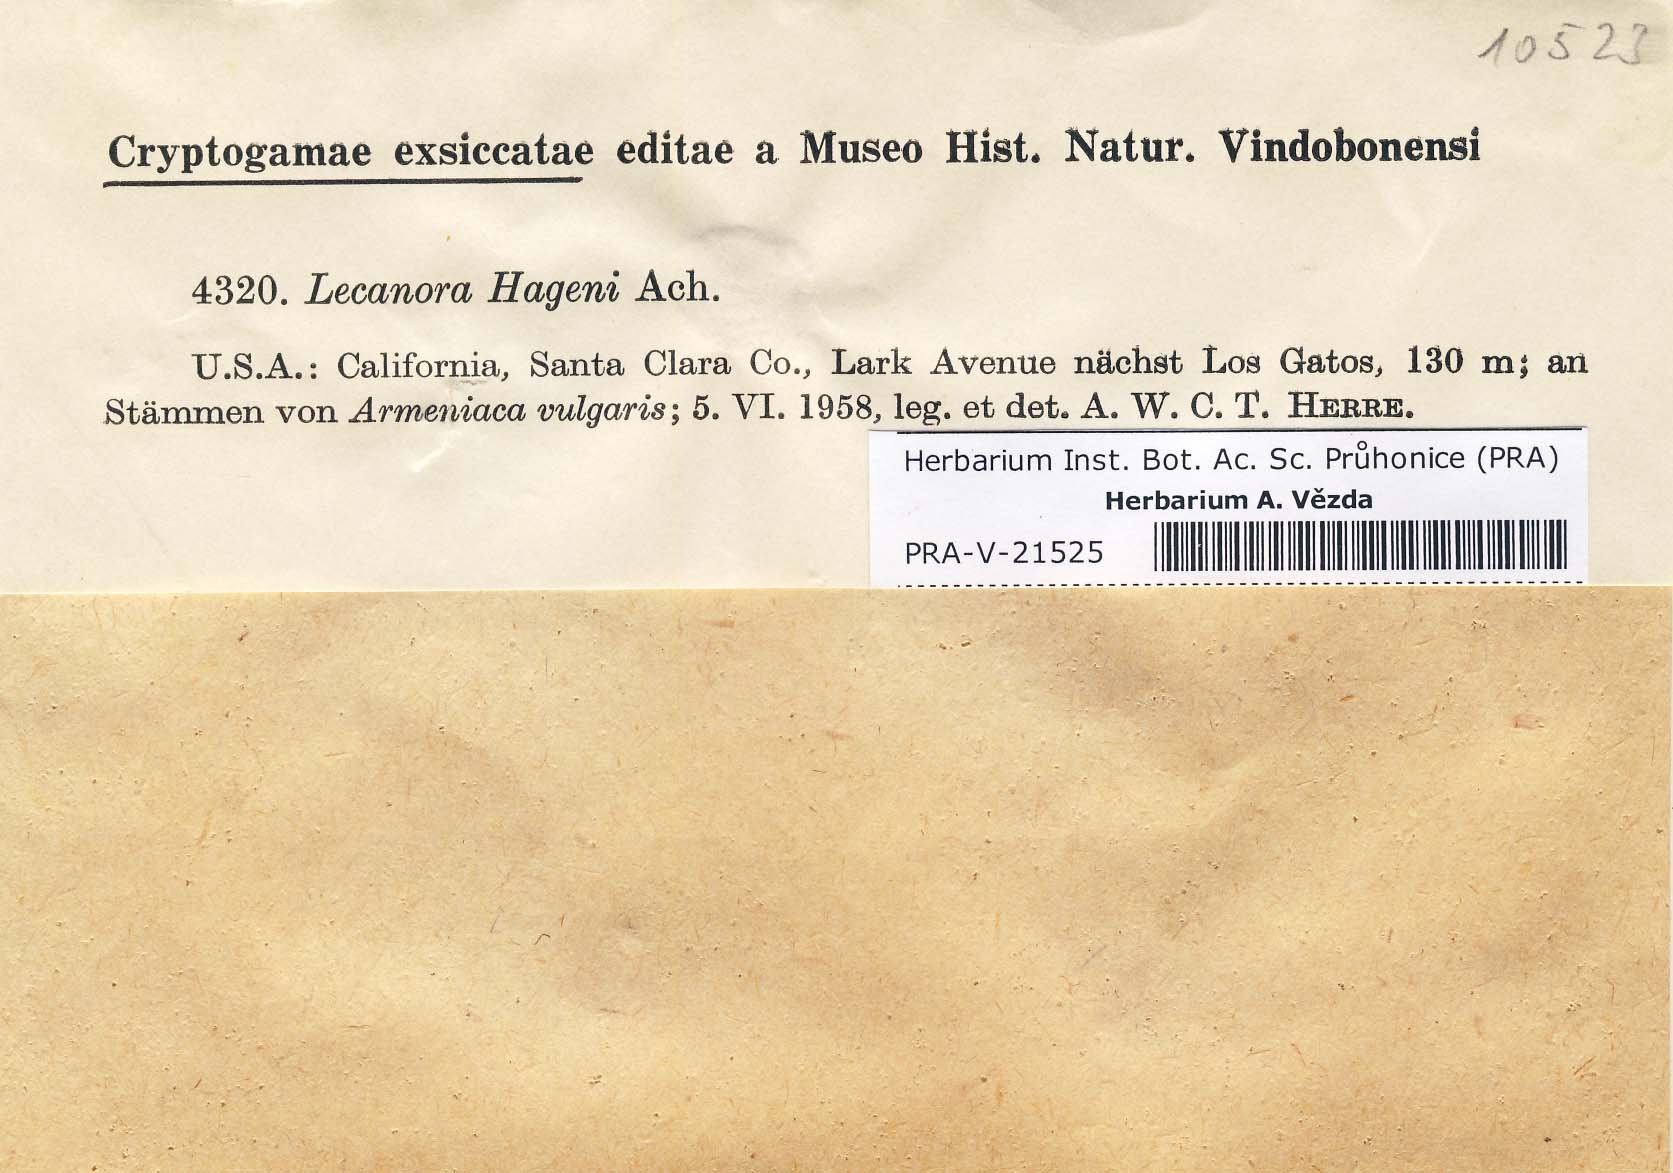 10523
Cryptogamae exsiccatae editae a Museo Hist. Natur. Vindobonensi
4320. Lecanora Hageni Ach.
U.S.A.: California, Santa Clara Co., Lark Avenue nächst Los Gatos, 130 m; an
Stämmen von Armeniaca vulgaris; 5. VI. 1958, leg. et det. A. W. C. T. HERRE.
Herbarium Inst. Bot. Ac. Sc. Průhonice (PRA)
Herbarium A. Vězda
PRA-V-21525